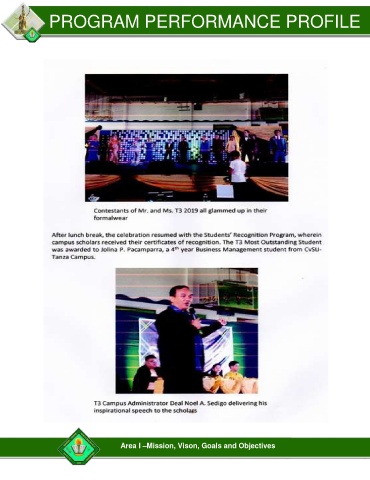 PROGRAM PERFORMANCE PROFILE
Contestants of Mr. and Ms. T3 2019 all glammed up in their
formalwear
After lunch break, the celebration resumed with the Students' Recognition Program, wherein
campus scholars received their certificates of recognition. The T3 Most Outstanding Student
was awarded to Jolina P. Pacamparra, a 4th year Business Management student from CvSU-
Tanza Campus.
T3 Campus Administrator Deal Noel A. Sedigo delivering his
inspirational speech to the scholags
Area I –Mission, Vison, Goals and Objectives